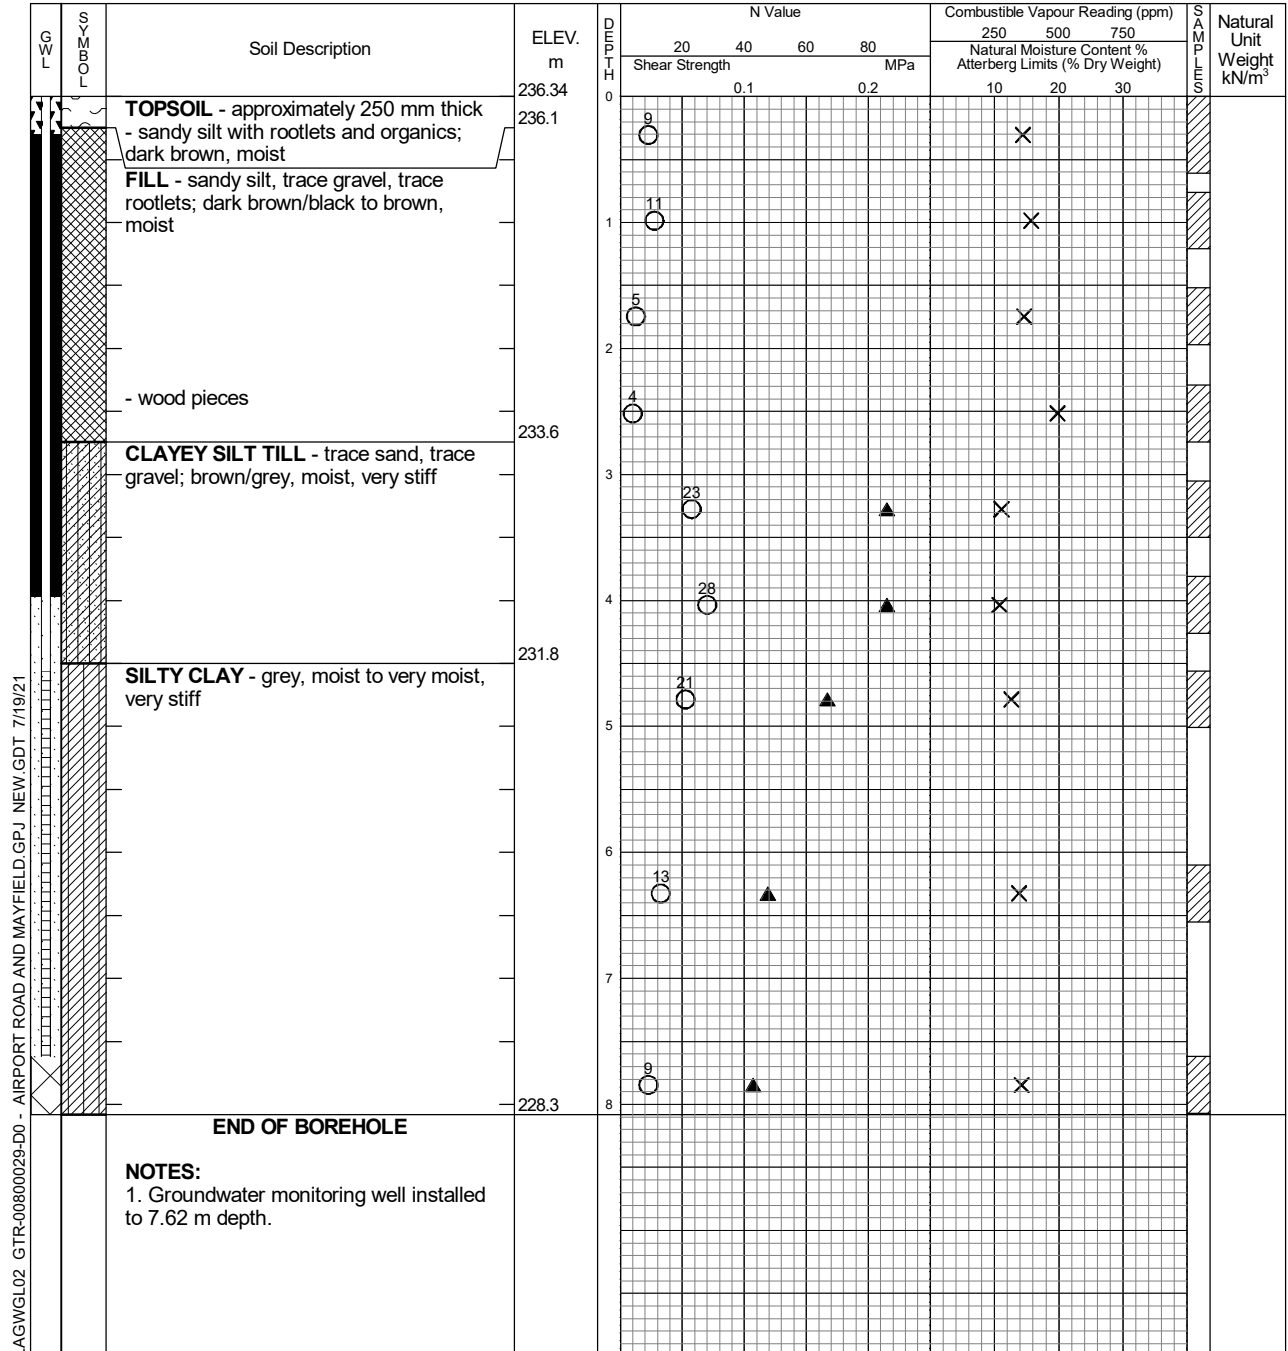 GWL
SYMBOL
Soil Description
ELEV.
m
DEPTH
N Value
20 40 60 80
Shear Strength MPa
0.1 0.2
Combustible Vapour Reading (ppm)
250 500 750
Natural Moisture Content %
Atterberg Limits (% Dry Weight)
10 20 30
SAMPLES
Natural
Unit
Weight
kN/m³
236.34
0
TOPSOIL - approximately 250 mm thick
236.1
- sandy silt with rootlets and organics;
dark brown, moist
9
FILL - sandy silt, trace gravel, trace
rootlets; dark brown/black to brown,
moist
11
1
5
2
- wood pieces
4
233.6
CLAYEY SILT TILL - trace sand, trace
gravel; brown/grey, moist, very stiff
3
23
28
4
231.8
SILTY CLAY - grey, moist to very moist,
very stiff
21
5
6
13
7
9
228.3
8
END OF BOREHOLE
NOTES:
1. Groundwater monitoring well installed
to 7.62 m depth.
AGWGL02 GTR-00800029-D0 - AIRPORT ROAD AND MAYFIELD.GPJ NEW.GDT 7/19/21